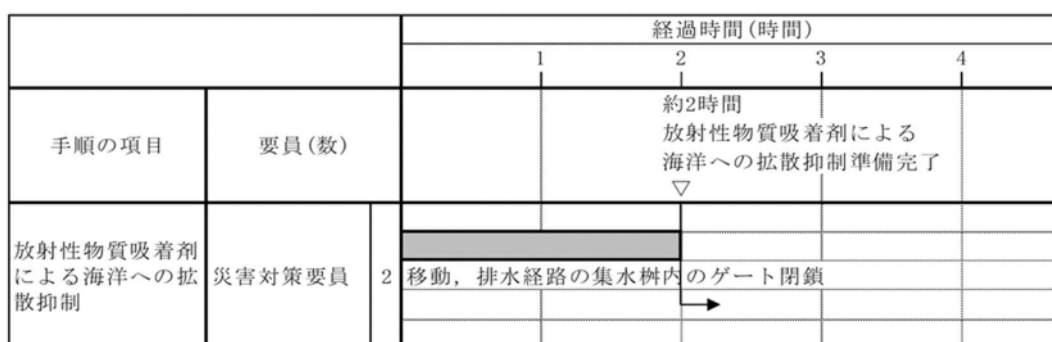 経過時間(時間)
1 2 3 4
手順の項目
要員(数)
約2時間
放射性物質吸着剤による
海洋への拡散抑制準備完了
▽
放射性物質吸着剤
による海洋への拡
散抑制
災害対策要員
2
移動，排水経路の集水桝内のゲート閉鎖